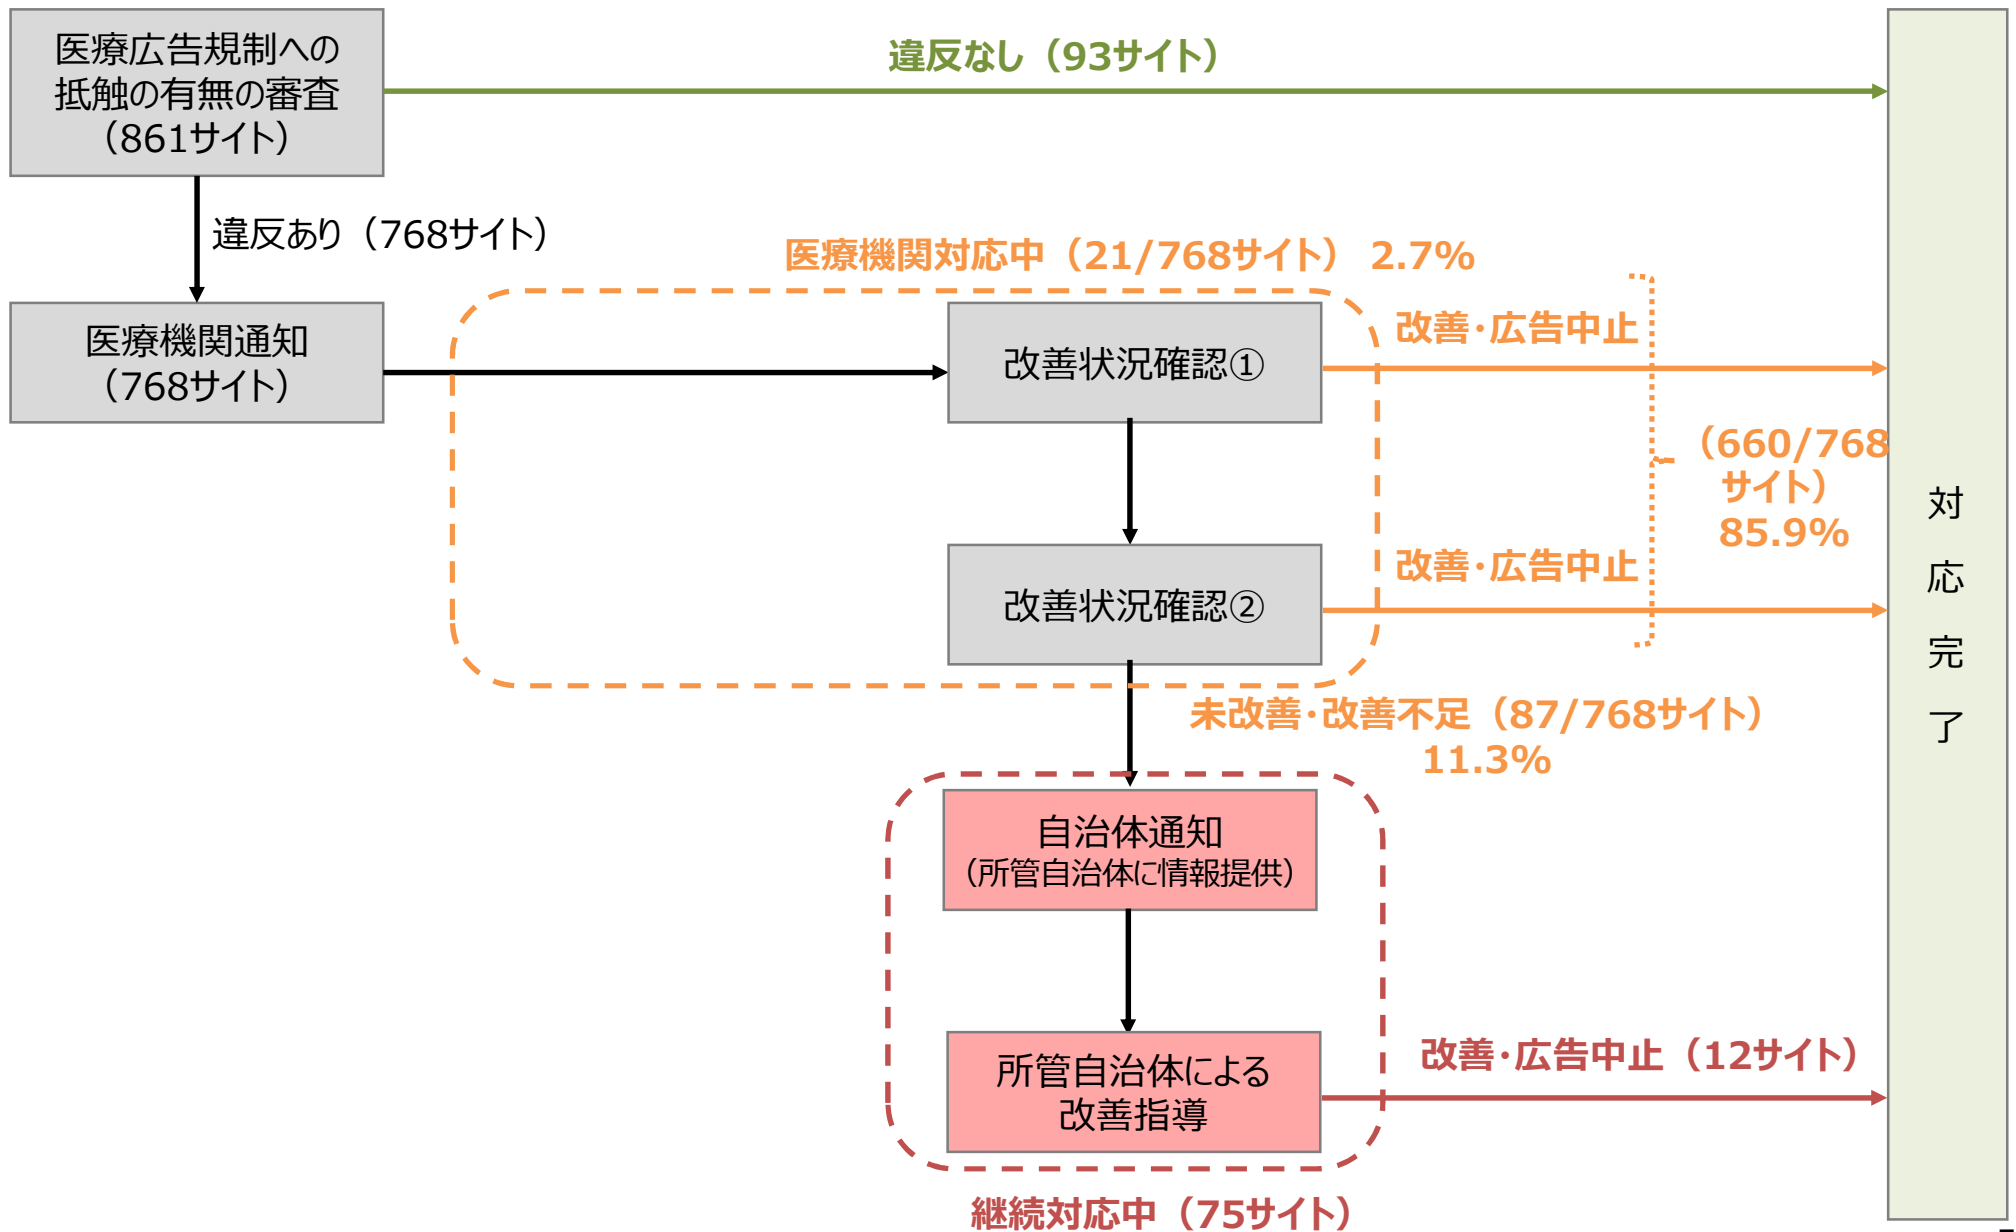 医療広告規制への
抵触の有無の審査
（861サイト）
違反なし（93サイト）
違反あり（768サイト）
医療機関通知
（768サイト）
医療機関対応中（21/768サイト） 2.7%
改善状況確認①
改善・広告中止
（660/768
サイト）
85.9%
改善状況確認②
改善・広告中止
未改善・改善不足（87/768サイト）
11.3%
自治体通知
（所管自治体に情報提供）
所管自治体による
改善指導
改善・広告中止（12サイト）
継続対応中（75サイト）
対
応
完
了